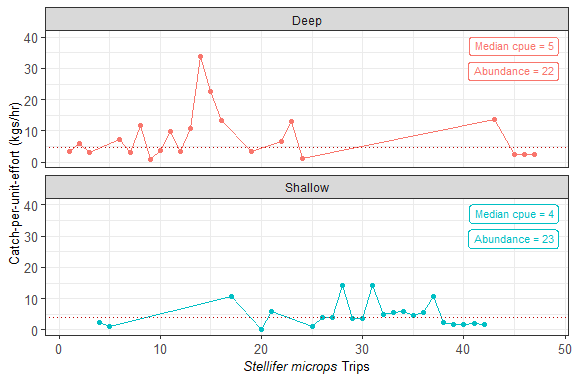 Deep
40
30
20
10
0
Median cpue = 5
Abundance = 22
Catch-per-unit-effort (kgs/hr)
Shallow
40
30
20
10
0
Median cpue = 4
Abundance = 23
0 10 20 30 40 50
Stellifer microps Trips